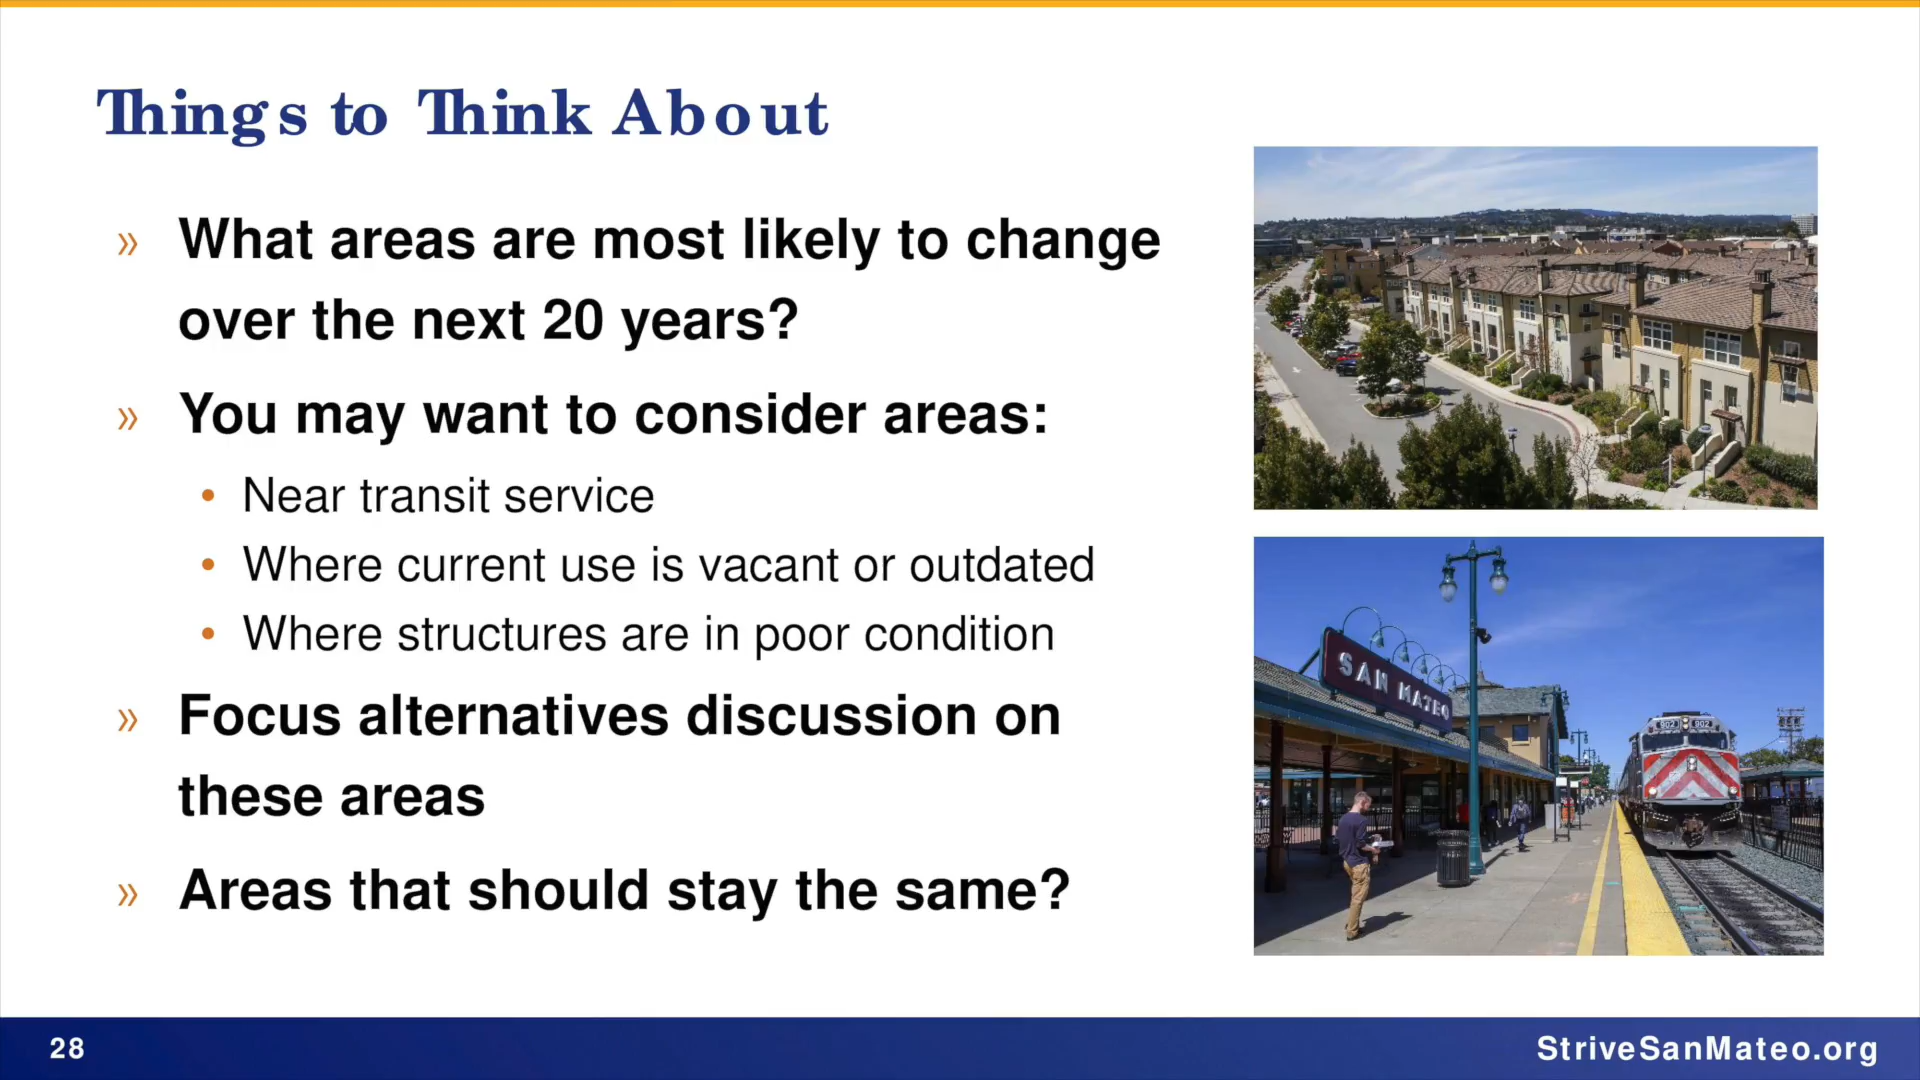 Things to Think About
» What areas are most likely to change
over the next 20 years?
» You may want to consider areas:
• Near transit service
• Where current use is vacant or outdated
• Where structures are in poor condition
» Focus alternatives discussion on
these areas
» Areas that should stay the same?
SAN MATEO
902 902
28
StriveSanMateo.org